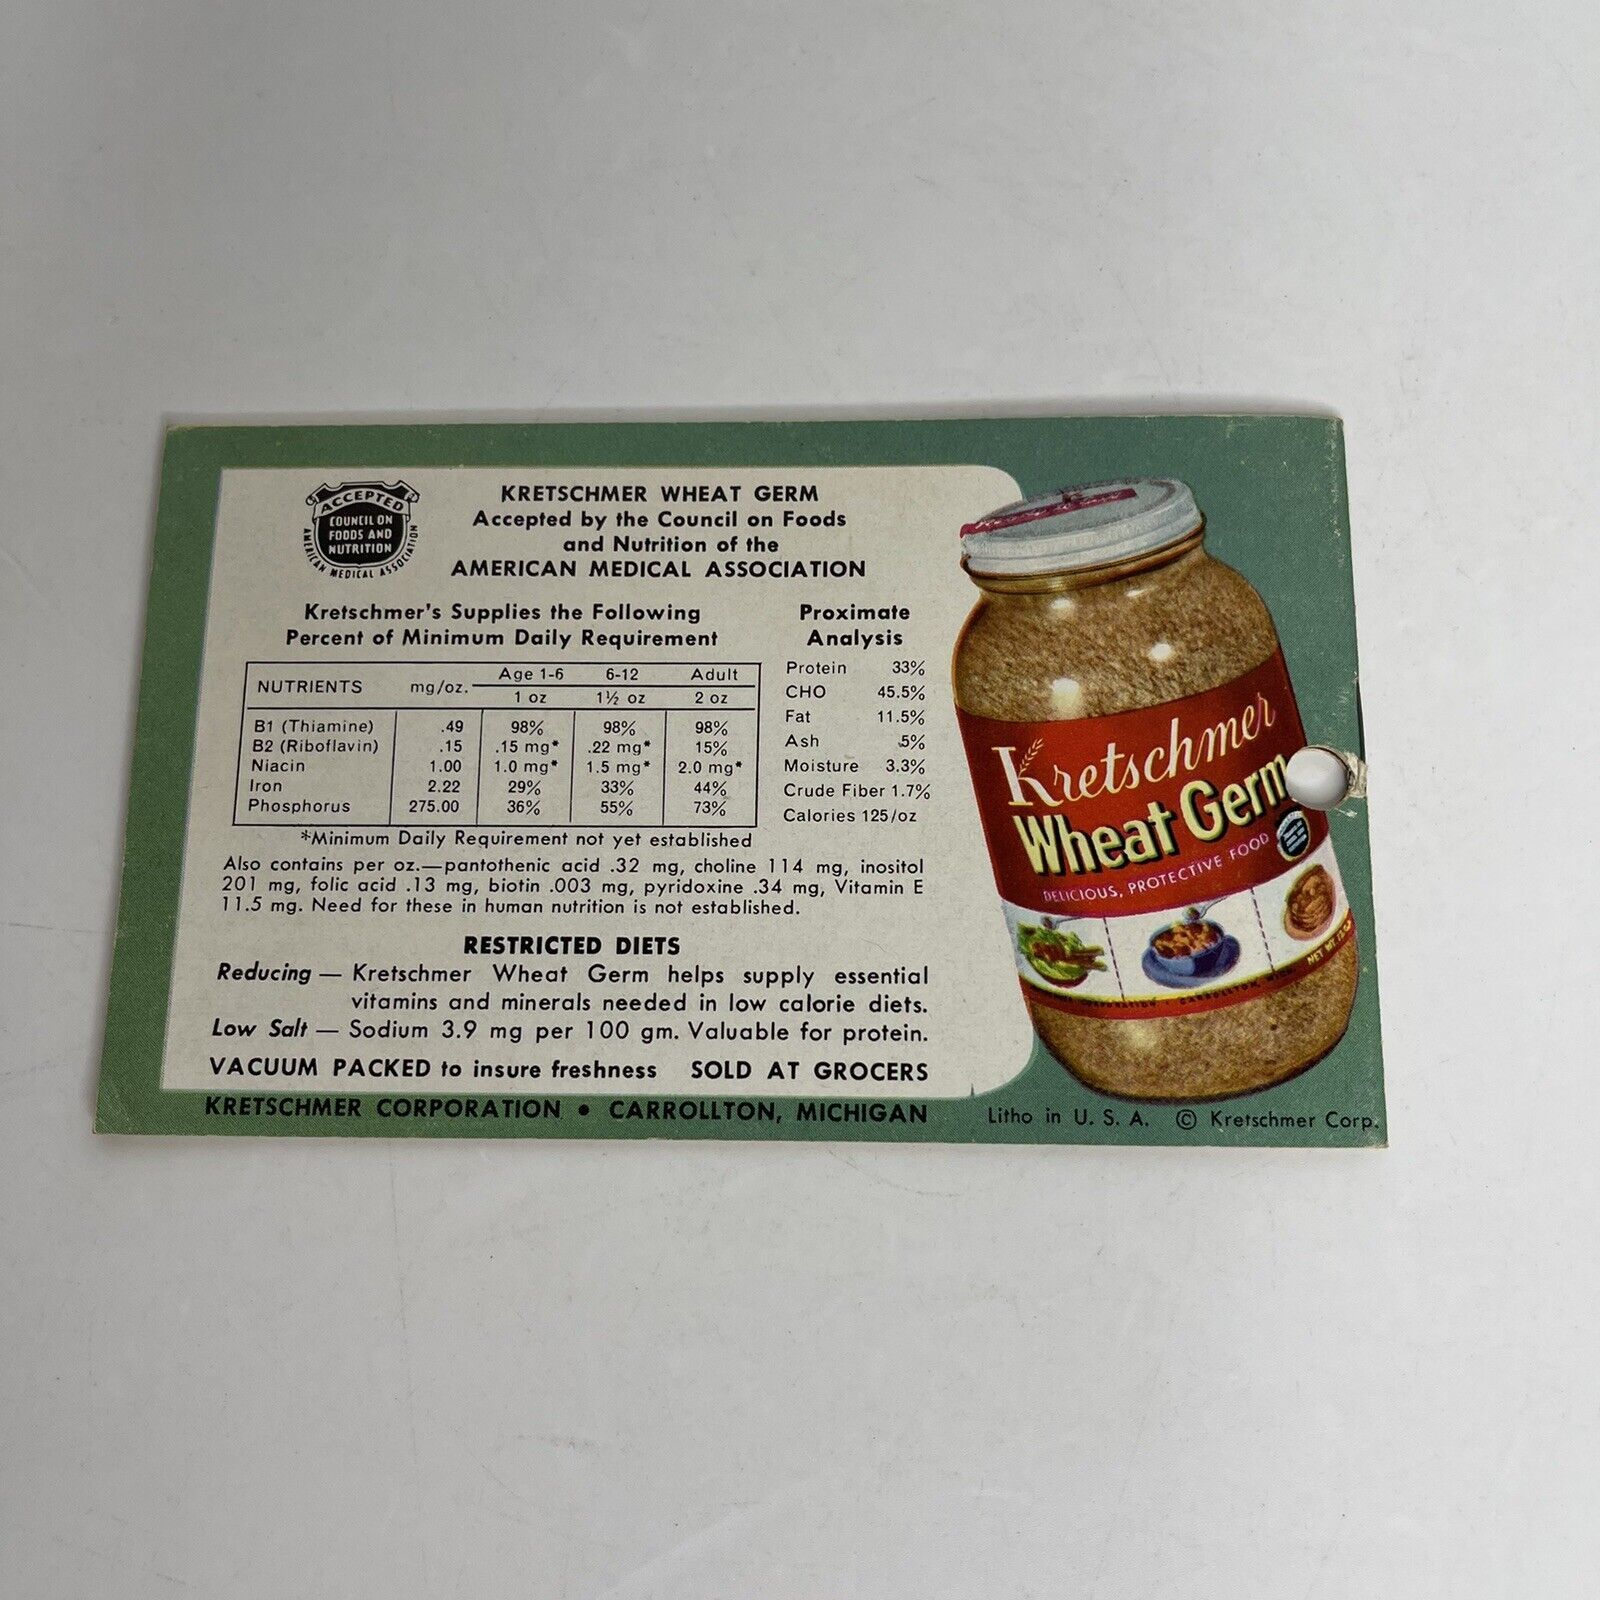 ACCEPTED
COUNCIL ON
FOODS AND
NUTRITION
AMERICAN MEDICAL ASSOCIATION
KRETSCHMER WHEAT GERM
Accepted by the Council on Foods
and Nutrition of the
AMERICAN MEDICAL ASSOCIATION
Kretschmer's Supplies the Following
Percent of Minimum Daily Requirement
NUTRIENTS mg/oz. Age 1-6 6-12 Adult
1 oz 1½ oz 2 oz
B1 (Thiamine) .49 98% 98% 98%
B2 (Riboflavin) .15 .15 mg* .22 mg* 15%
Niacin 1.00 1.0 mg* 1.5 mg* 2.0 mg*
Iron 2.22 29% 33% 44%
Phosphorus 275.00 36% 55% 73%
*Minimum Daily Requirement not yet established
Proximate
Analysis
Protein 33%
CHO 45.5%
Fat 11.5%
Ash .5%
Moisture 3.3%
Crude Fiber 1.7%
Calories 125/oz
Also contains per oz.—pantothenic acid .32 mg, choline 114 mg, inositol
201 mg, folic acid .13 mg, biotin .003 mg, pyridoxine .34 mg, Vitamin E
11.5 mg. Need for these in human nutrition is not established.
RESTRICTED DIETS
Reducing — Kretschmer Wheat Germ helps supply essential
vitamins and minerals needed in low calorie diets.
Low Salt — Sodium 3.9 mg per 100 gm. Valuable for protein.
VACUUM PACKED to insure freshness SOLD AT GROCERS
KRETSCHMER CORPORATION • CARROLLTON, MICHIGAN
Kretschmer
Wheat Germ
DELICIOUS, PROTECTIVE FOOD
CARROLLTON, MICH.
NET WT.
Litho in U. S. A. © Kretschmer Corp.